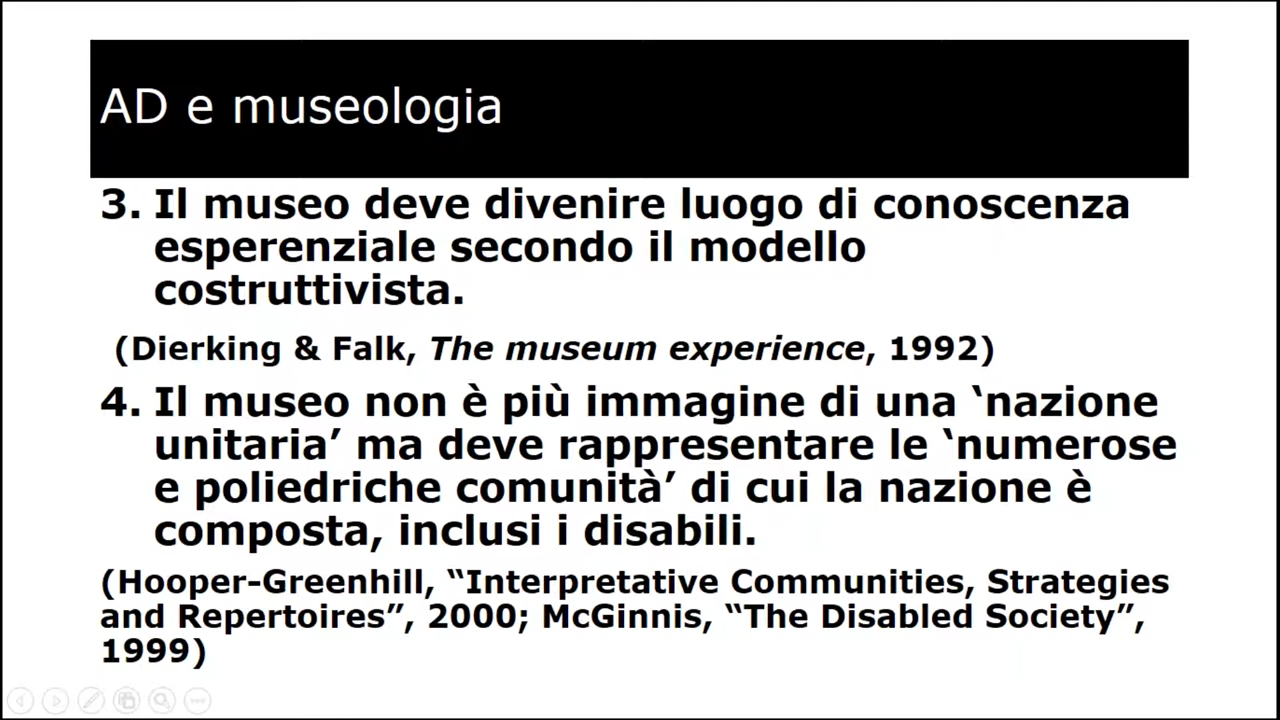 AD e museologia
3. Il museo deve divenire luogo di conoscenza
esperenziale secondo il modello
costruttivista.
(Dierking & Falk, The museum experience, 1992)
4. Il museo non è più immagine di una ‘nazione
unitaria’ ma deve rappresentare le ‘numerose
e poliedriche comunità’ di cui la nazione è
composta, inclusi i disabili.
(Hooper-Greenhill, “Interpretative Communities, Strategies
and Repertoires”, 2000; McGinnis, “The Disabled Society”,
1999)